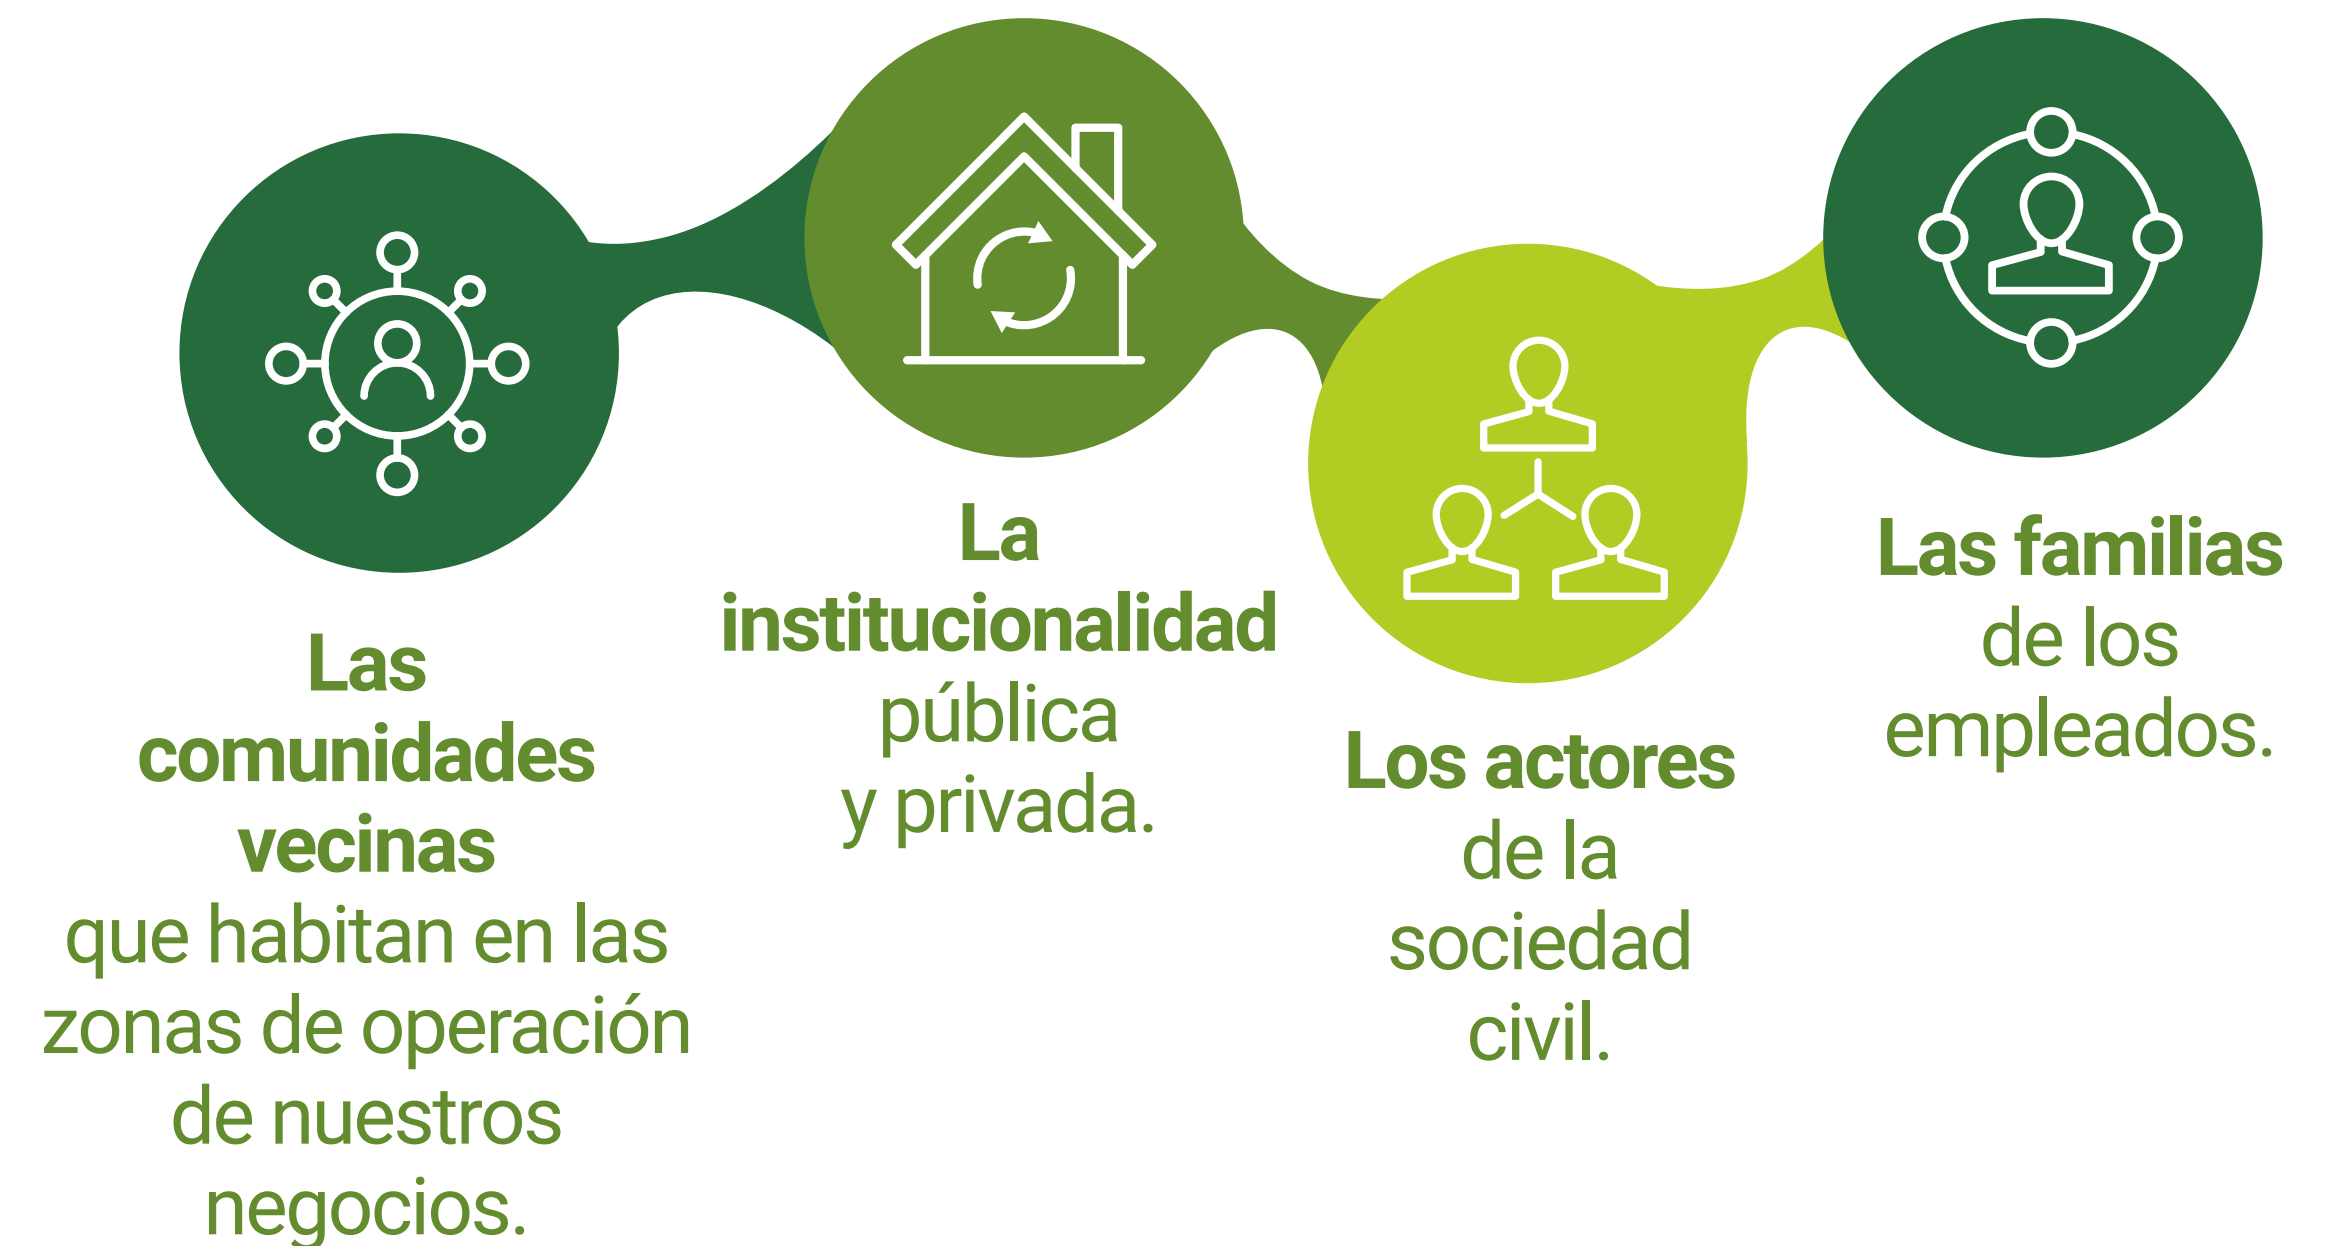 Las
comunidades
vecinas
que habitan en las
zonas de operación
de nuestros
negocios.
La
institucionalidad
pública
y privada.
Los actores
de la
sociedad
civil.
Las familias
de los
empleados.